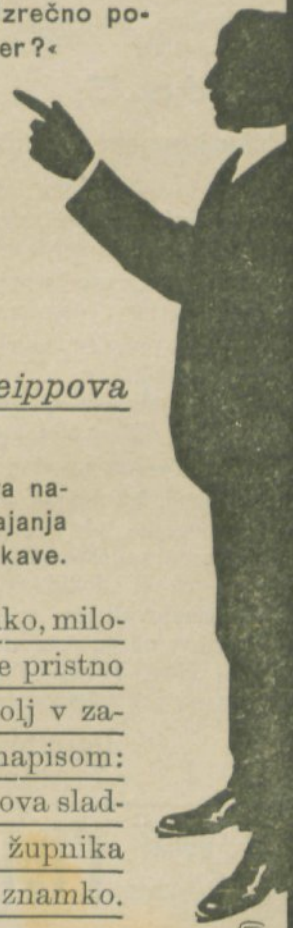 zrečno po-
er?«
eippova
a na-
ajanja
kave.
ko, milo-
e pristno
olj v za-
napisom:
ova slad-
župnika
znamko.